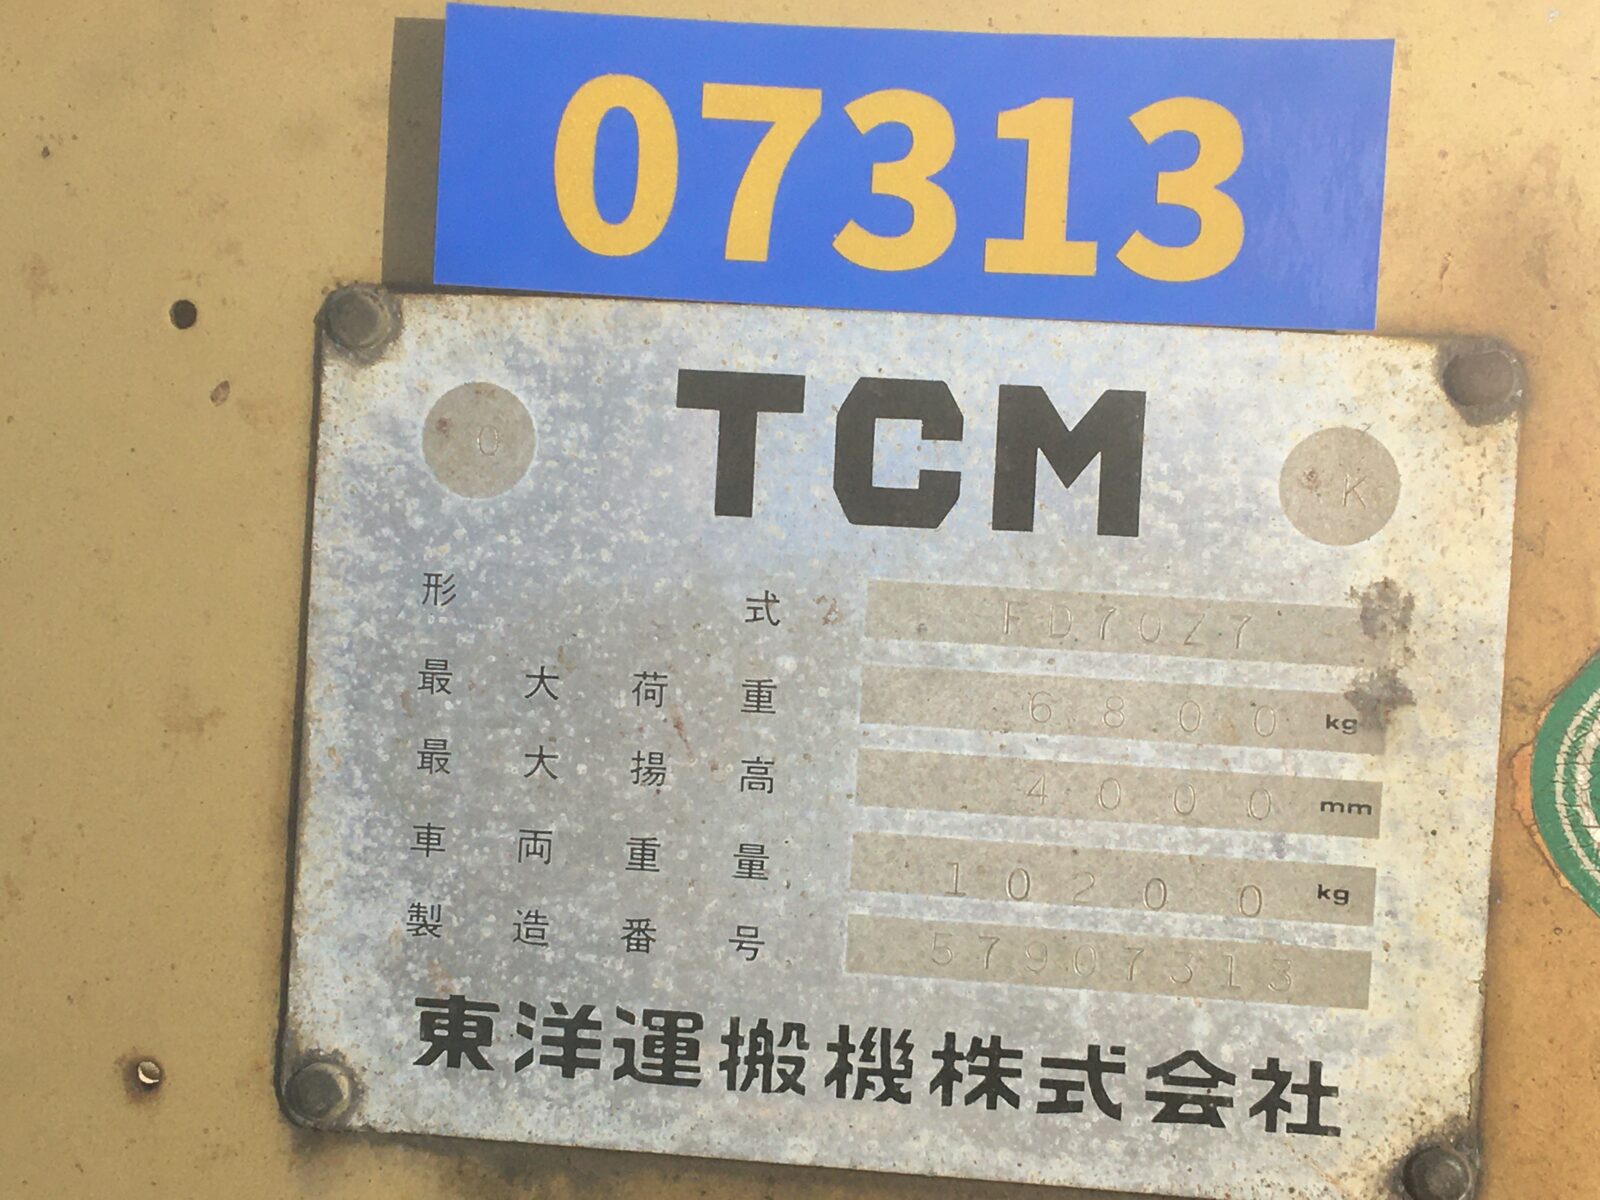 07313
TCM
O K
形式 FD70Z7
最大荷重 6800 kg
最大揚高 4000 mm
車両重量 10200 kg
製造番号 57907313
東洋運搬機株式会社